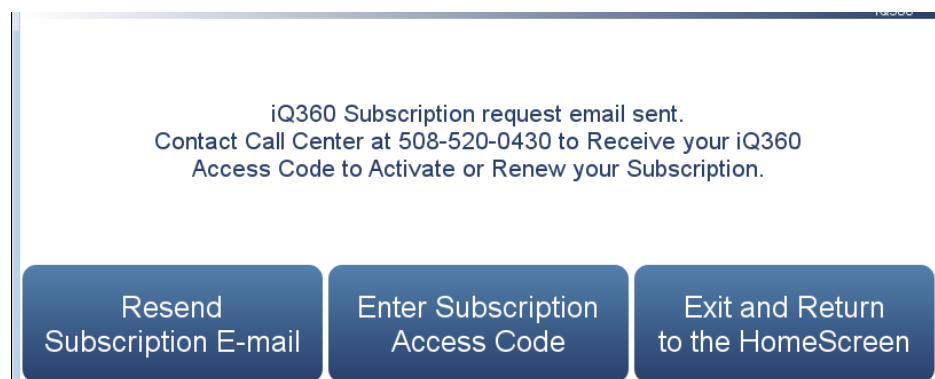 iQ360 Subscription request email sent.
Contact Call Center at 508-520-0430 to Receive your iQ360
Access Code to Activate or Renew your Subscription.
Resend
Subscription E-mail
Enter Subscription
Access Code
Exit and Return
to the HomeScreen